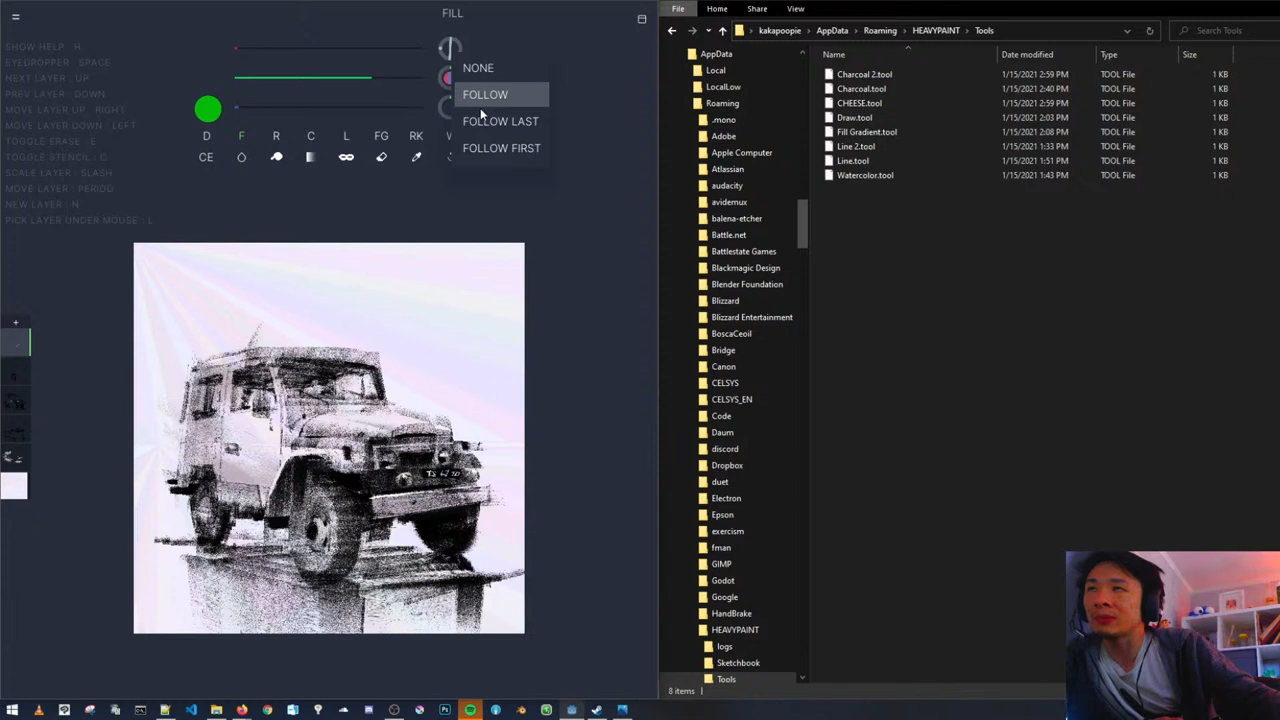 FILL
SHOW HELP : H
EYEDROPPER : SPACE
NEXT LAYER : UP
PREV LAYER : DOWN
MOVE LAYER UP : RIGHT
MOVE LAYER DOWN : LEFT
TOGGLE ERASE : E
TOGGLE STENCIL : C
SCALE LAYER : SLASH
MOVE LAYER : PERIOD
NEW LAYER : N
PICK LAYER UNDER MOUSE : L
D F R C L FG RK
CE
NONE
FOLLOW
FOLLOW LAST
FOLLOW FIRST
File Home Share View
kakapoopie > AppData > Roaming > HEAVYPAINT > Tools
Search Tools
AppData
Local
LocalLow
Roaming
.mono
Adobe
Apple Computer
Atlassian
audacity
avidemux
balena-etcher
Battle.net
Battlestate Games
Blackmagic Design
Blender Foundation
Blizzard
Blizzard Entertainment
BoscaCeoil
Bridge
Canon
CELSYS
CELSYS_EN
Code
Daum
discord
Dropbox
duet
Electron
Epson
exercism
fman
GIMP
Godot
Google
HandBrake
HEAVYPAINT
logs
Sketchbook
Tools
Name Date modified Type Size
Charcoal 2.tool 1/15/2021 2:59 PM TOOL File 1 KB
Charcoal.tool 1/15/2021 2:40 PM TOOL File 1 KB
CHEESE.tool 1/15/2021 2:59 PM TOOL File 1 KB
Draw.tool 1/15/2021 2:03 PM TOOL File 1 KB
Fill Gradient.tool 1/15/2021 2:08 PM TOOL File 1 KB
Line 2.tool 1/15/2021 1:33 PM TOOL File 1 KB
Line.tool 1/15/2021 1:51 PM TOOL File 1 KB
Watercolor.tool 1/15/2021 1:43 PM TOOL File 1 KB
8 items